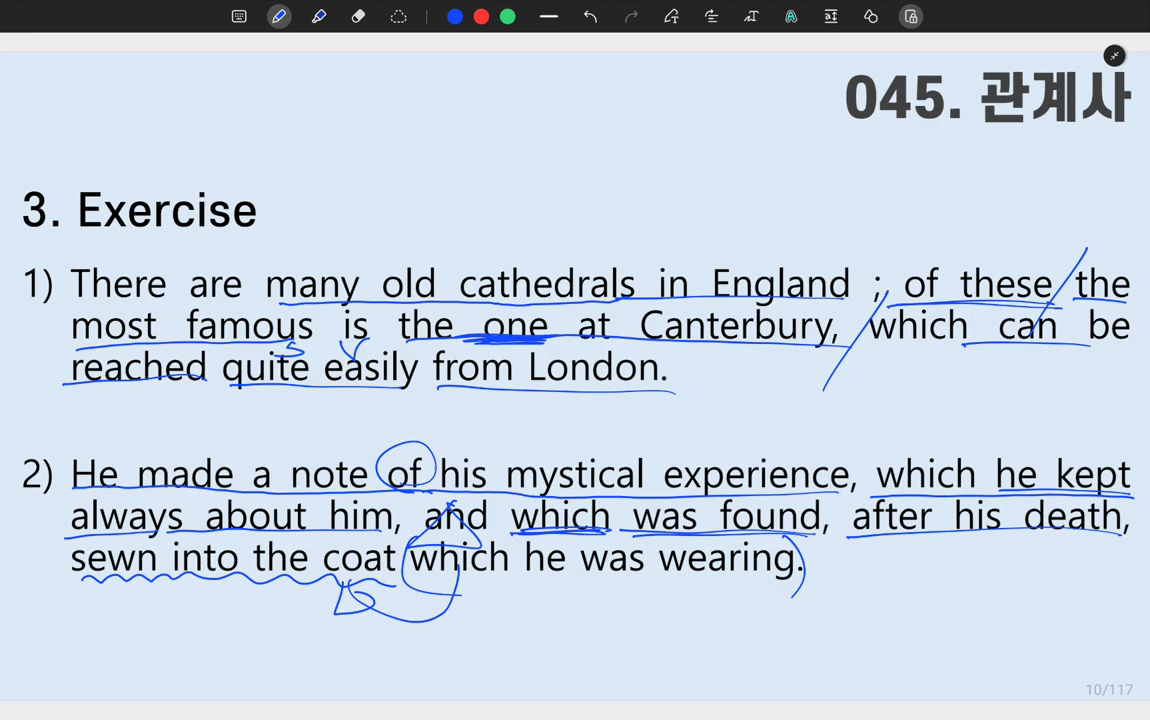 045. 관계사
3. Exercise
1) There are many old cathedrals in England ; of these the
most famous is the one at Canterbury, which can be
S V
reached quite easily from London.
2) He made a note of his mystical experience, which he kept
always about him, and which was found, after his death,
sewn into the coat which he was wearing.
10/117